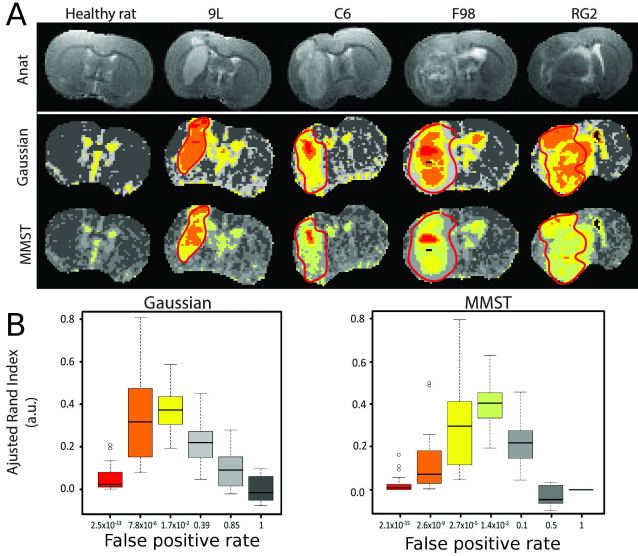 A
Healthy rat 9L C6 F98 RG2
Anat
Gaussian
MMST
B
Gaussian MMST
Ajusted Rand Index
(a.u.)
0.8 0.8
0.6 0.6
0.4 0.4
0.2 0.2
0.0 0.0
2.5x10⁻¹³ 7.8x10⁻⁶ 1.7x10⁻² 0.39 0.85 1 2.1x10⁻¹⁵ 2.6x10⁻⁹ 2.7x10⁻⁵ 1.4x10⁻² 0.1 0.5 1
False positive rate False positive rate